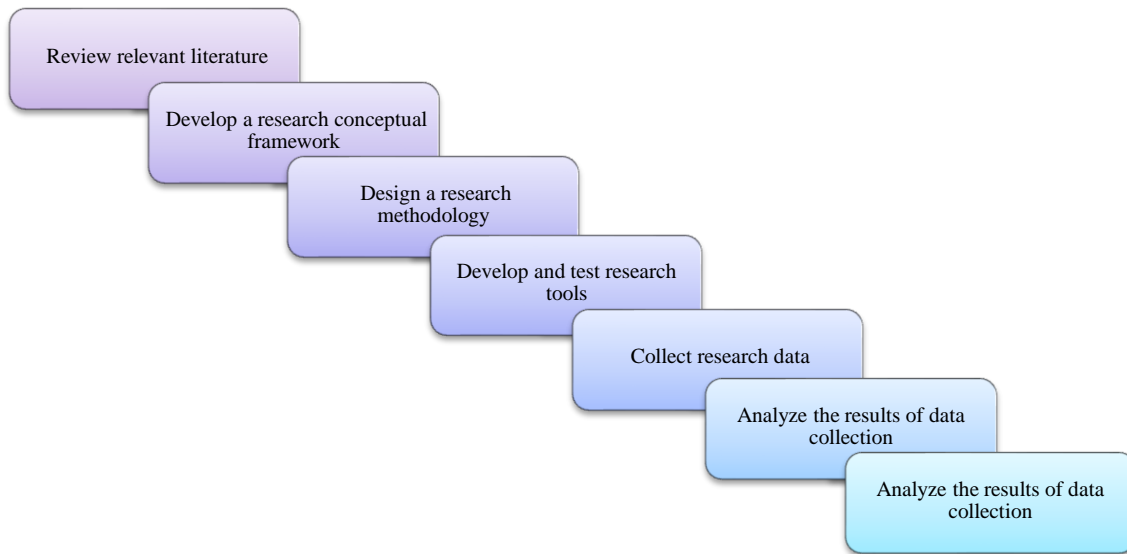 Review relevant literature
Develop a research conceptual
framework
Design a research
methodology
Develop and test research
tools
Collect research data
Analyze the results of data
collection
Analyze the results of data
collection